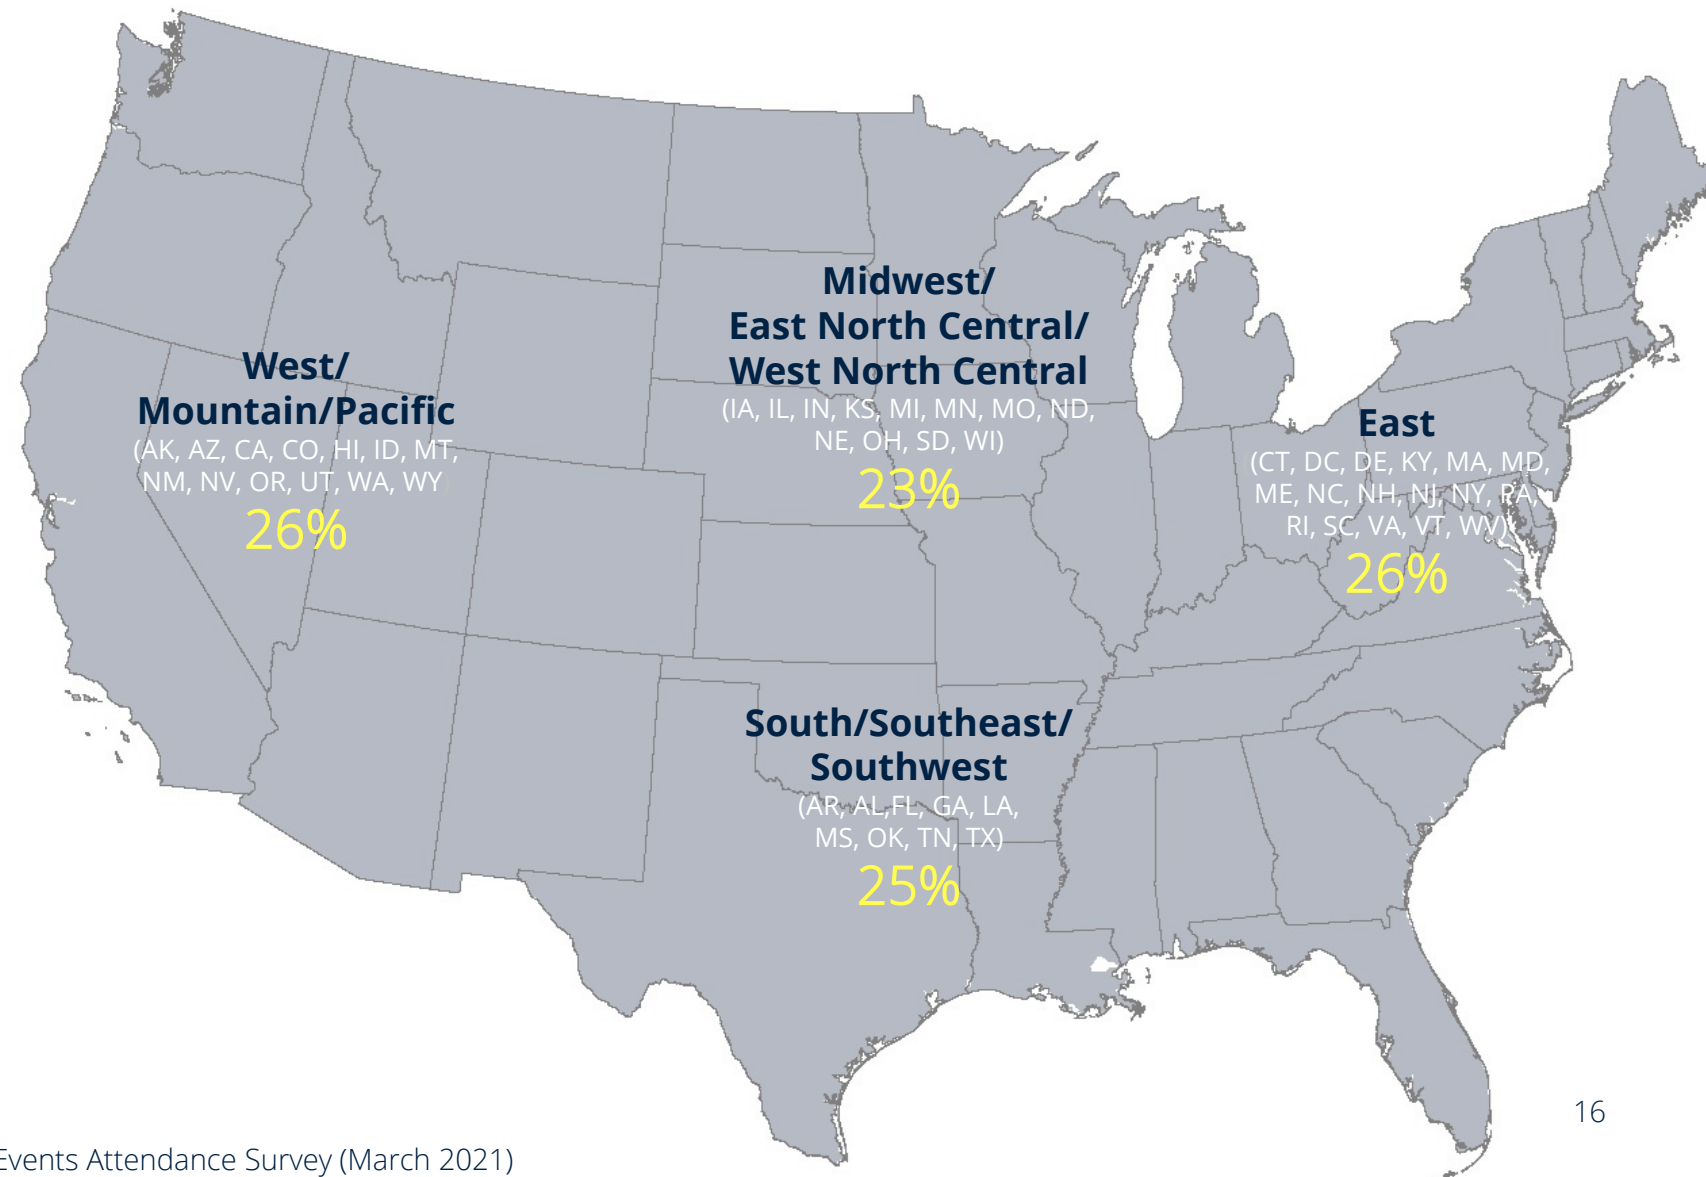 Midwest/
East North Central/
West North Central
(IA, IL, IN, KS, MI, MN, MO, ND,
NE, OH, SD, WI)
23%
West/
Mountain/Pacific
(AK, AZ, CA, CO, HI, ID, MT,
NM, NV, OR, UT, WA, WY)
26%
East
(CT, DC, DE, KY, MA, MD,
ME, NC, NH, NJ, NY, PA,
RI, SC, VA, VT, WV)
26%
South/Southeast/
Southwest
(AR, AL,FL, GA, LA,
MS, OK, TN, TX)
25%
16
Events Attendance Survey (March 2021)